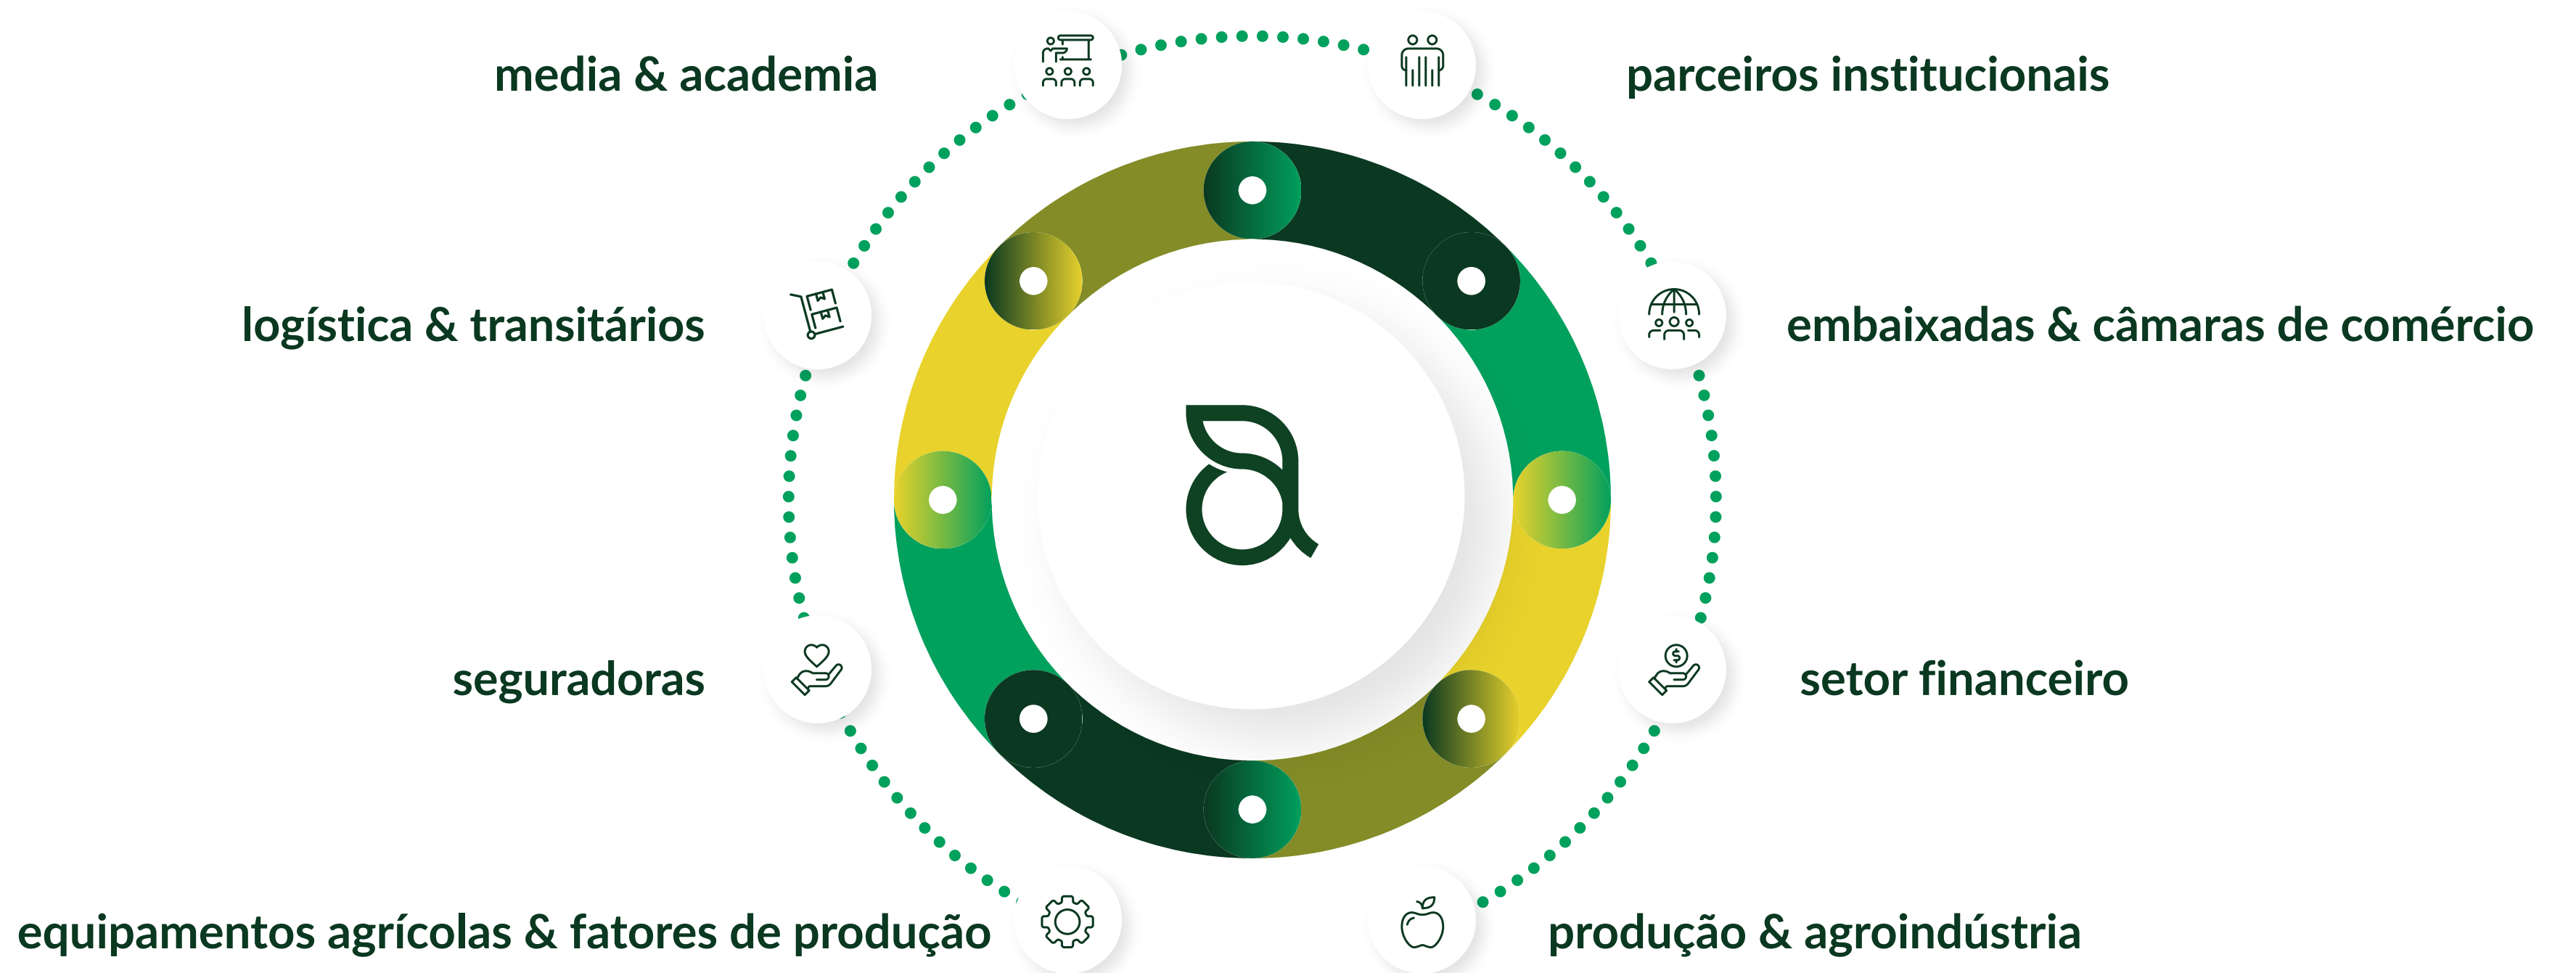 media & academia
parceiros institucionais
logística & transitários
embaixadas & câmaras de comércio
seguradoras
setor financeiro
equipamentos agrícolas & fatores de produção
produção & agroindústria